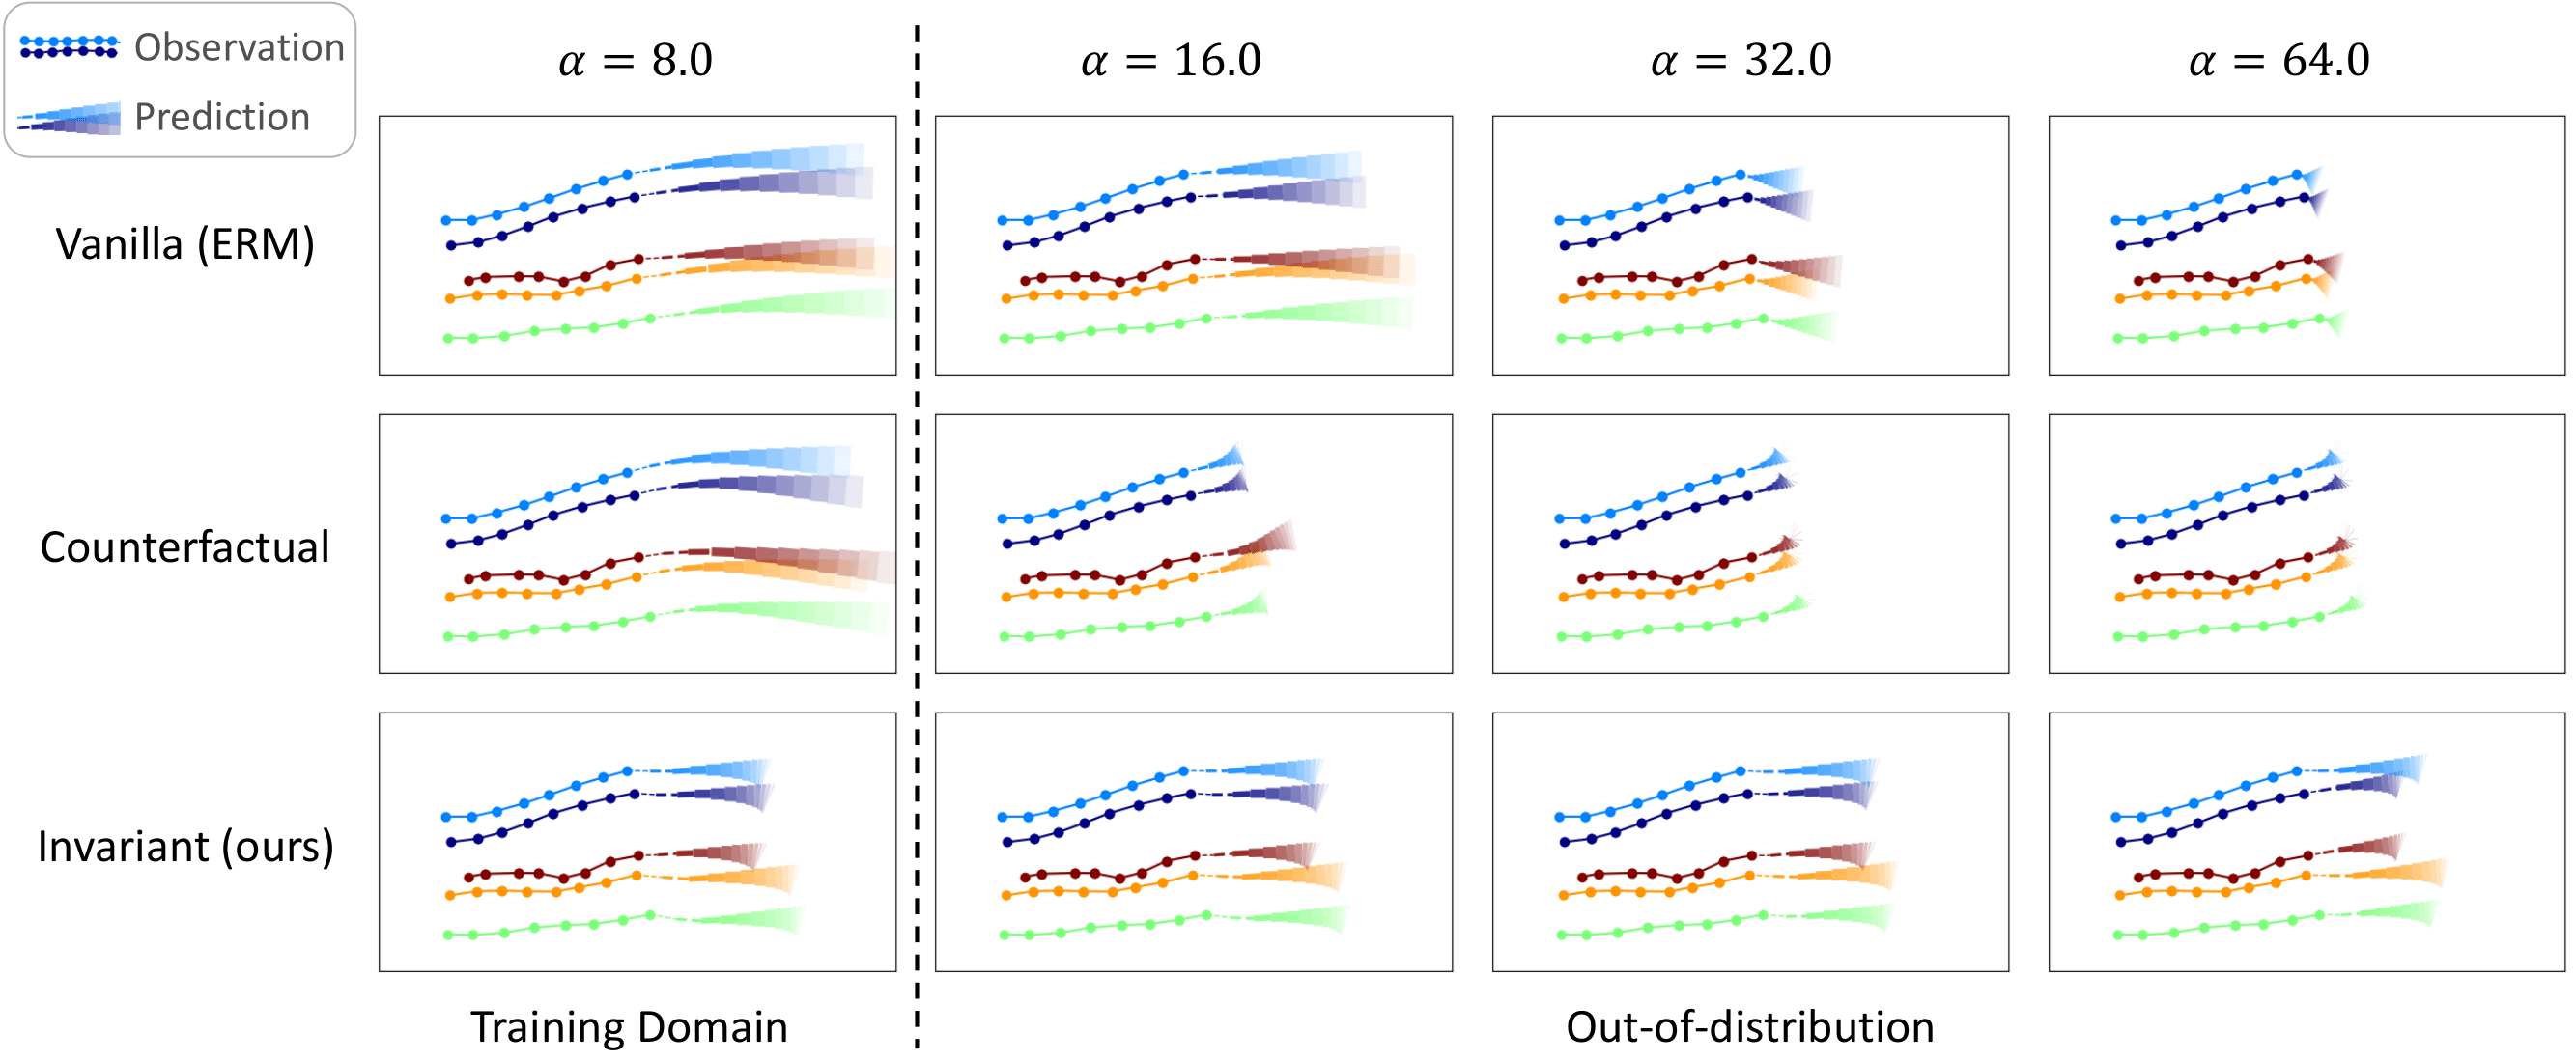 Observation
Prediction
α = 8.0
α = 16.0
α = 32.0
α = 64.0
Vanilla (ERM)
Counterfactual
Invariant (ours)
Training Domain
Out-of-distribution